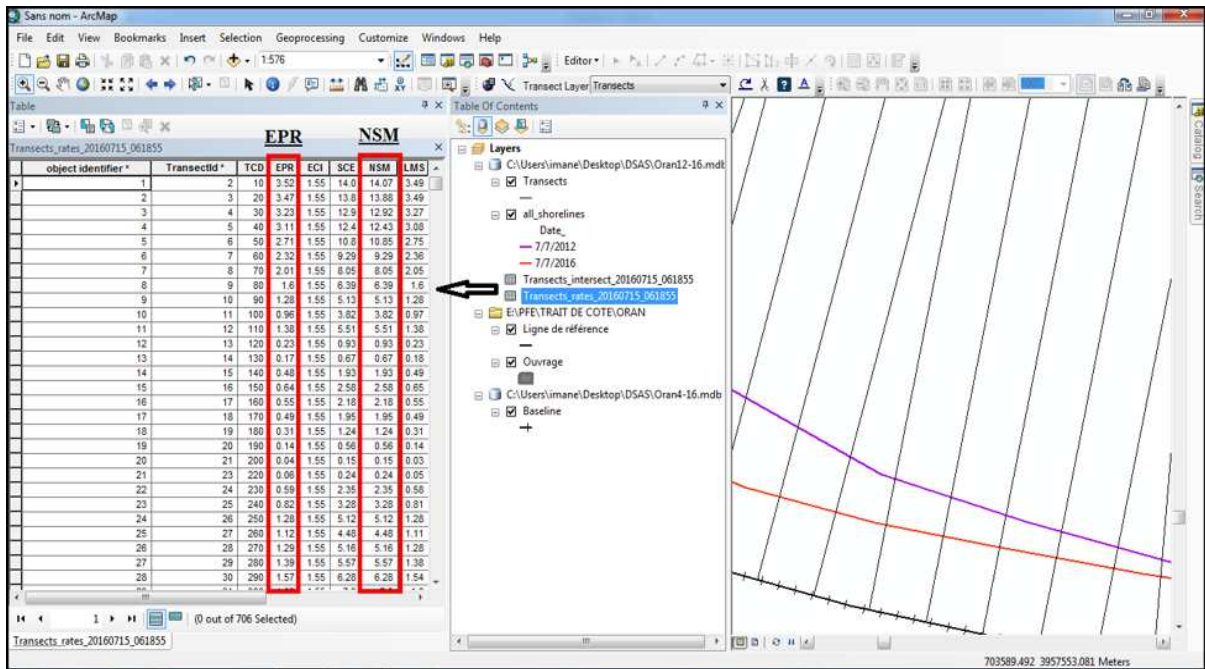 Sans nom - ArcMap
File Edit View Bookmarks Insert Selection Geoprocessing Customize Windows Help
1:576
Editor
Transect Layer Transects
Table
EPR NSM
Transects_rates_20160715_061855
object identifier * TransectId * TCD EPR ECI SCE NSM LMS
1 2 10 3.52 1.55 14.0 14.07 3.49
2 3 20 3.47 1.55 13.8 13.88 3.49
3 4 30 3.23 1.55 12.9 12.92 3.27
4 5 40 3.11 1.55 12.4 12.43 3.08
5 6 50 2.71 1.55 10.8 10.85 2.75
6 7 60 2.32 1.55 9.29 9.29 2.36
7 8 70 2.01 1.55 8.05 8.05 2.05
8 9 80 1.6 1.55 6.39 6.39 1.6
9 10 90 1.28 1.55 5.13 5.13 1.28
10 11 100 0.96 1.55 3.82 3.82 0.97
11 12 110 1.38 1.55 5.51 5.51 1.38
12 13 120 0.23 1.55 0.93 0.93 0.23
13 14 130 0.17 1.55 0.67 0.67 0.18
14 15 140 0.48 1.55 1.93 1.93 0.49
15 16 150 0.64 1.55 2.58 2.58 0.65
16 17 160 0.55 1.55 2.18 2.18 0.55
17 18 170 0.49 1.55 1.95 1.95 0.49
18 19 180 0.31 1.55 1.24 1.24 0.31
19 20 190 0.14 1.55 0.56 0.56 0.14
20 21 200 0.04 1.55 0.15 0.15 0.03
21 23 220 0.06 1.55 0.24 0.24 0.05
22 24 230 0.59 1.55 2.35 2.35 0.58
23 25 240 0.82 1.55 3.28 3.28 0.81
24 26 250 1.28 1.55 5.12 5.12 1.28
25 27 260 1.12 1.55 4.48 4.48 1.11
26 28 270 1.29 1.55 5.16 5.16 1.28
27 29 280 1.39 1.55 5.57 5.57 1.38
28 30 290 1.57 1.55 6.28 6.28 1.54
1 (0 out of 706 Selected)
Transects_rates_20160715_061855
Table Of Contents
Layers
C:\Users\imane\Desktop\DSAS\Oran12-16.mdb
Transects
all_shorelines
Date_
7/7/2012
7/7/2016
Transects_intersect_20160715_061855
Transects_rates_20160715_061855
E:\PFE\TRAIT DE COTE\ORAN
Ligne de référence
Ouvrage
C:\Users\imane\Desktop\DSAS\Oran4-16.mdb
Baseline
Catalog
Search
703589.492 3957553.081 Meters